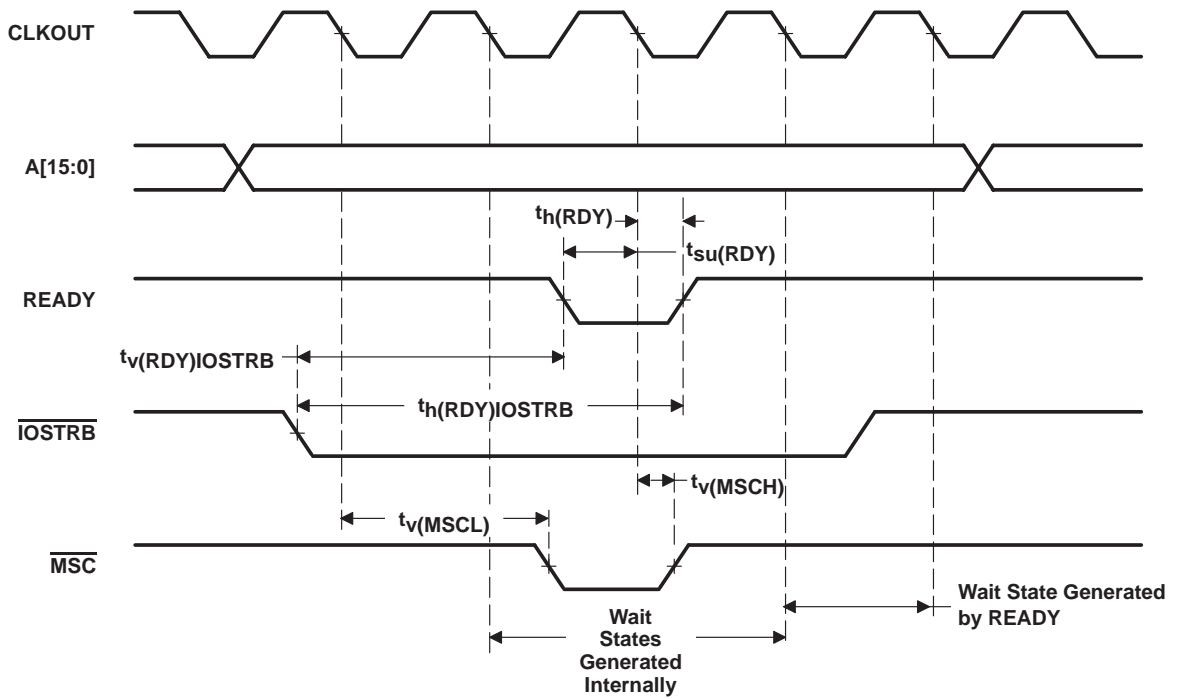 CLKOUT
A[15:0]
th(RDY)
tsu(RDY)
READY
tv(RDY)IOSTRB
th(RDY)IOSTRB
IOSTRB
tv(MSCH)
tv(MSCL)
MSC
Wait State Generated
by READY
Wait
States
Generated
Internally